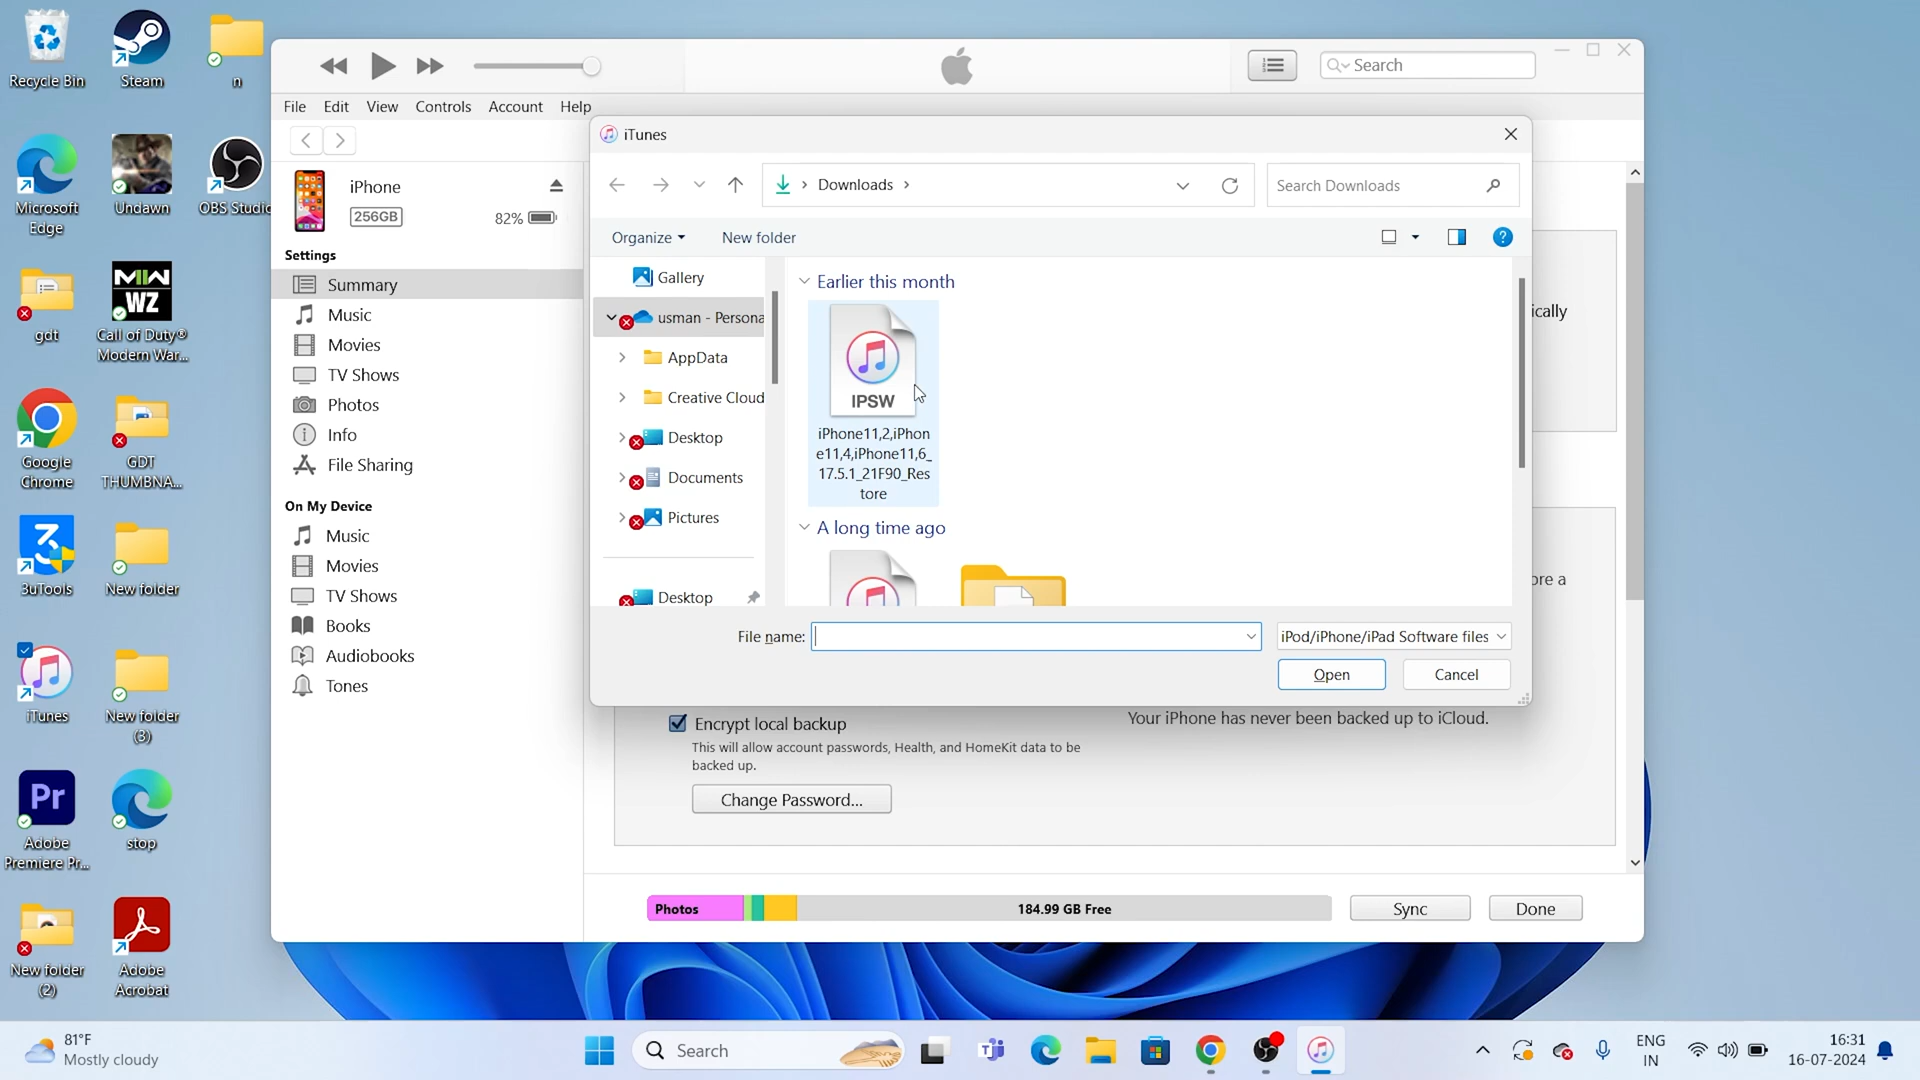 Recycle Bin
Steam
n
Microsoft
Edge
Undawn
OBS Studio
gdt
MW
WZ
Call of Duty®
Modern War...
Google
Chrome
GDT
THUMBNA...
3uTools
New folder
iTunes
New folder
(3)
Pr
Adobe
Premiere Pr...
stop
New folder
(2)
Adobe
Acrobat
Search
File Edit View Controls Account Help
iPhone
256GB
82%
Settings
Summary
Music
Movies
TV Shows
Photos
Info
File Sharing
On My Device
Music
Movies
TV Shows
Books
Audiobooks
Tones
iTunes
Downloads
Search Downloads
Organize
New folder
Gallery
usman - Persona
AppData
Creative Cloud
Desktop
Documents
Pictures
Desktop
Earlier this month
IPSW
iPhone11,2,iPhon
e11,4,iPhone11,6_
17.5.1_21F90_Res
tore
A long time ago
File name:
iPod/iPhone/iPad Software files
Open
Cancel
ically
ore a
Encrypt local backup
This will allow account passwords, Health, and HomeKit data to be
backed up.
Change Password...
Your iPhone has never been backed up to iCloud.
Photos
184.99 GB Free
Sync
Done
81°F
Mostly cloudy
Search
ENG
IN
16:31
16-07-2024